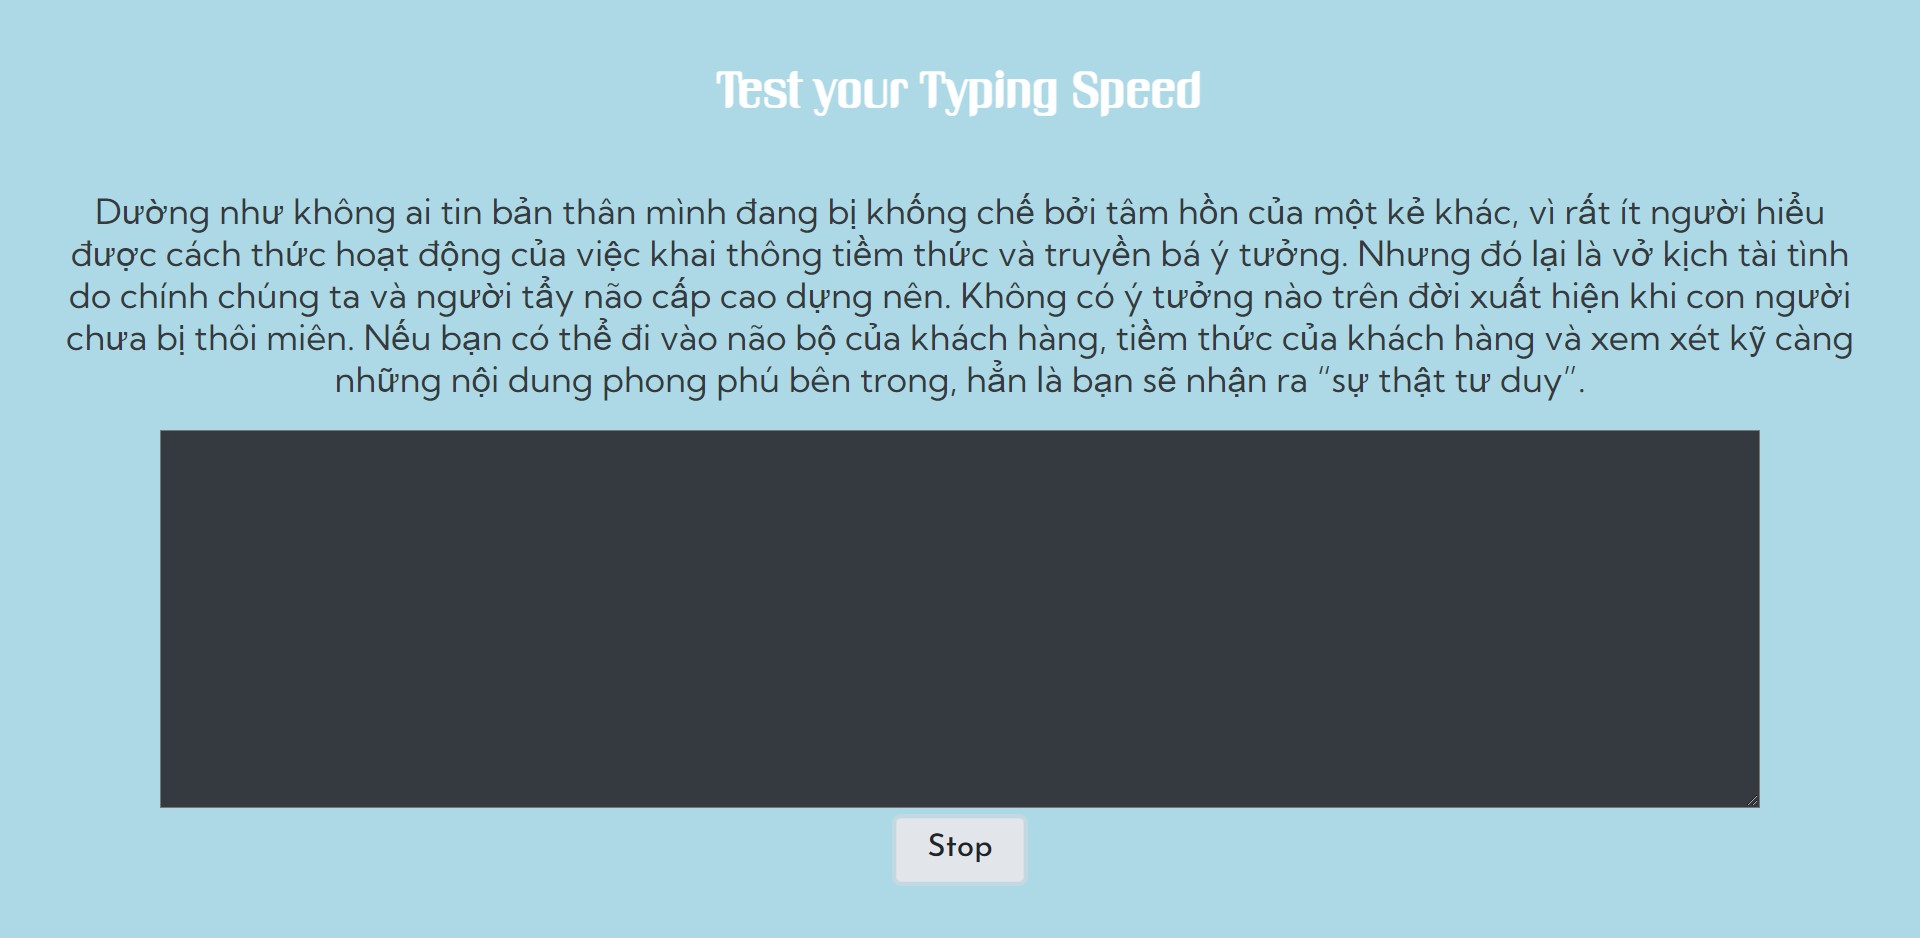 Test your Typing Speed
Dường như không ai tin bản thân mình đang bị khống chế bởi tâm hồn của một kẻ khác, vì rất ít người hiểu
được cách thức hoạt động của việc khai thông tiềm thức và truyền bá ý tưởng. Nhưng đó lại là vở kịch tài tình
do chính chúng ta và người tẩy não cấp cao dựng nên. Không có ý tưởng nào trên đời xuất hiện khi con người
chưa bị thôi miên. Nếu bạn có thể đi vào não bộ của khách hàng, tiềm thức của khách hàng và xem xét kỹ càng
những nội dung phong phú bên trong, hẳn là bạn sẽ nhận ra “sự thật tư duy”.
Stop